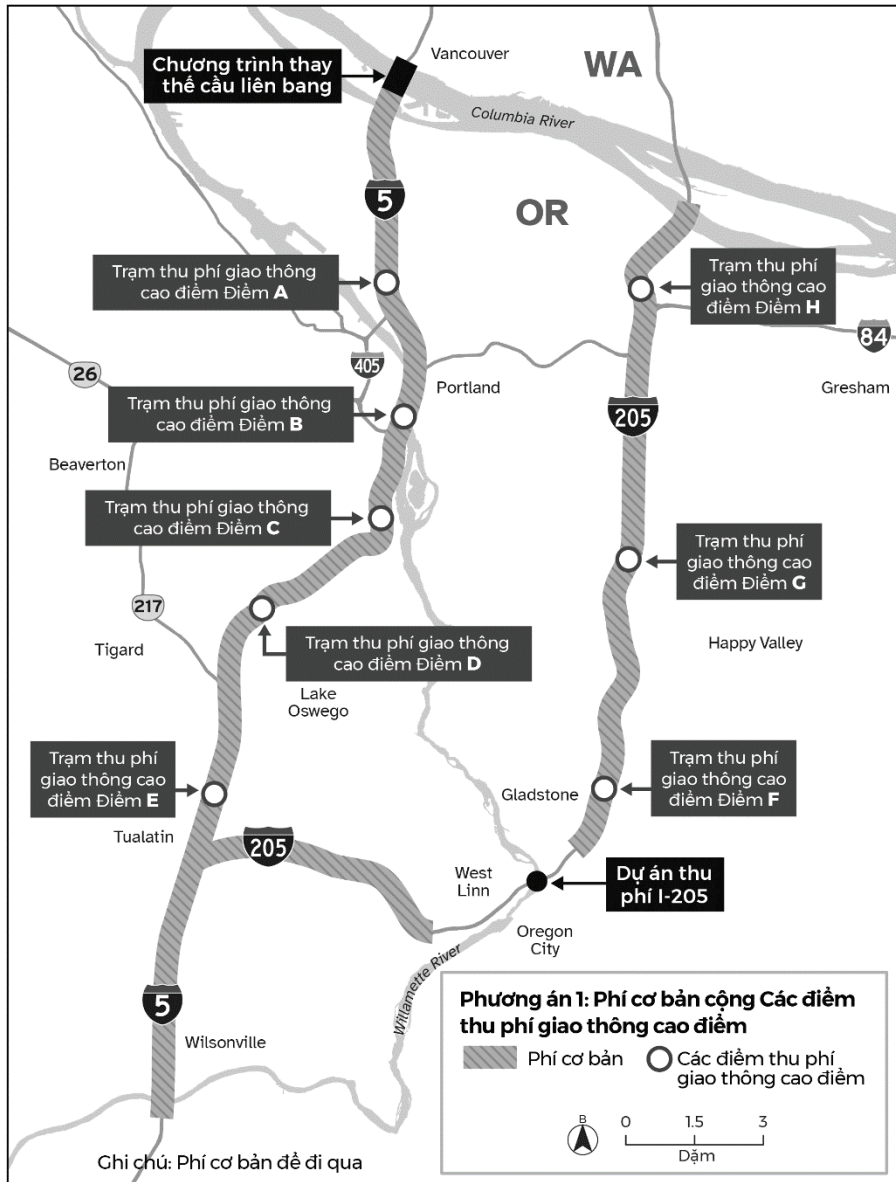 Vancouver
Chương trình thay
thế cầu liên bang
WA
Columbia River
5
OR
Trạm thu phí giao thông
cao điểm Điểm A
Trạm thu phí
giao thông cao
điểm Điểm H
84
405
26
Portland
Gresham
Trạm thu phí giao thông
cao điểm Điểm B
205
Beaverton
Trạm thu phí giao thông
cao điểm Điểm C
Trạm thu phí
giao thông cao
điểm Điểm G
217
Tigard
Trạm thu phí giao thông
cao điểm Điểm D
Happy Valley
Lake
Oswego
Trạm thu phí
giao thông cao
điểm Điểm E
Trạm thu phí
giao thông cao
điểm Điểm F
Gladstone
Tualatin
205
West
Linn
Dự án thu
phí I-205
Oregon
City
Willamette River
5
Wilsonville
Phương án 1: Phí cơ bản cộng Các điểm
thu phí giao thông cao điểm
Phí cơ bản
Các điểm thu phí
giao thông cao điểm
B
0 1.5 3
Dặm
Ghi chú: Phí cơ bản để đi qua